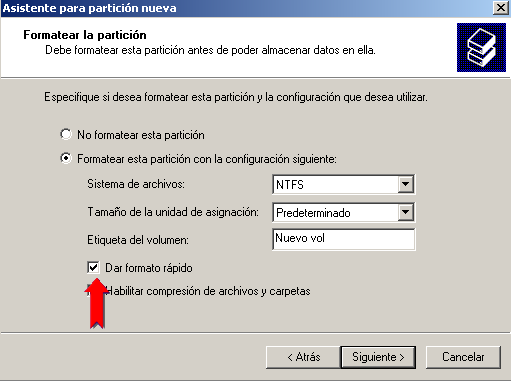 Asistente para partición nueva
Formatear la partición
Debe formatear esta partición antes de poder almacenar datos en ella.
Especifique si desea formatear esta partición y la configuración que desea utilizar.
No formatear esta partición
Formatear esta partición con la configuración siguiente:
Sistema de archivos: NTFS
Tamaño de la unidad de asignación: Predeterminado
Etiqueta del volumen: Nuevo vol
Dar formato rápido
Habilitar compresión de archivos y carpetas
< Atrás Siguiente > Cancelar